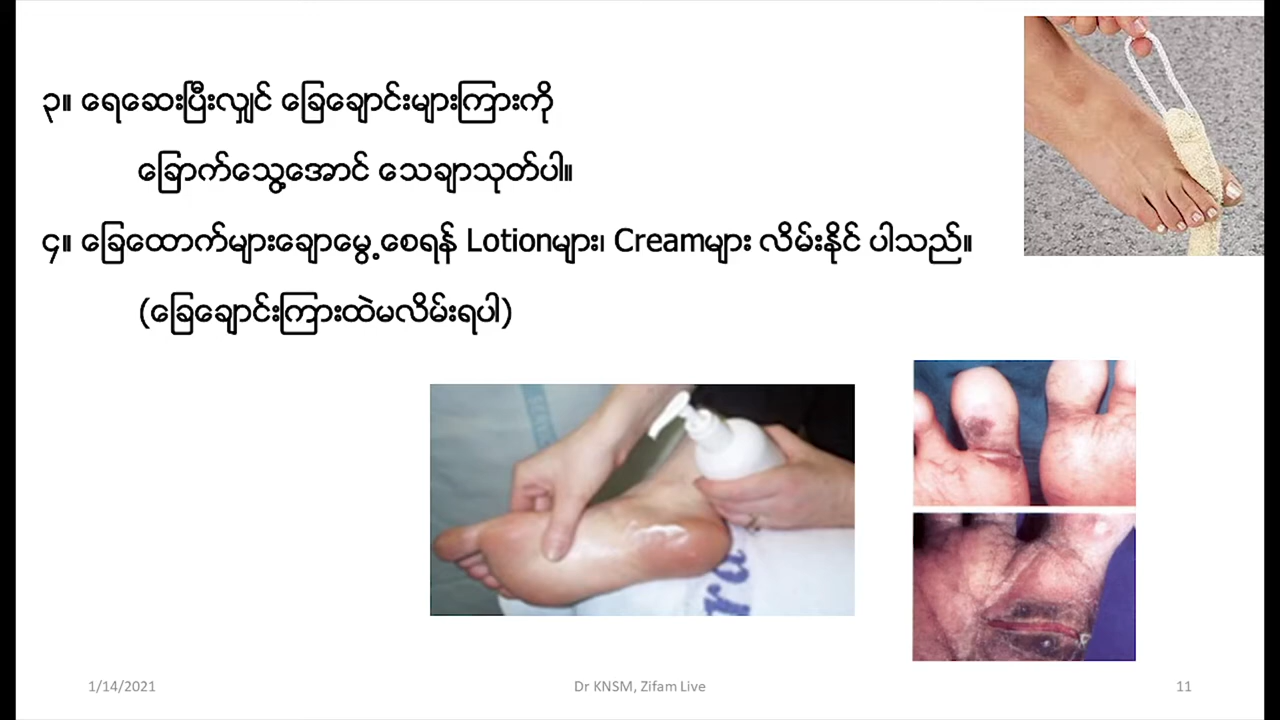 ၃။ ရေဆေးပြီးလျှင် ခြေချောင်းများကြားကို
ခြောက်သွေ့အောင် သေချာသုတ်ပါ။
၄။ ခြေထောက်များချောမွေ့စေရန် Lotionများ၊ Creamများ လိမ်းနိုင် ပါသည်။
(ခြေချောင်းကြားထဲမလိမ်းရပါ)
1/14/2021
Dr KNSM, Zifam Live
11